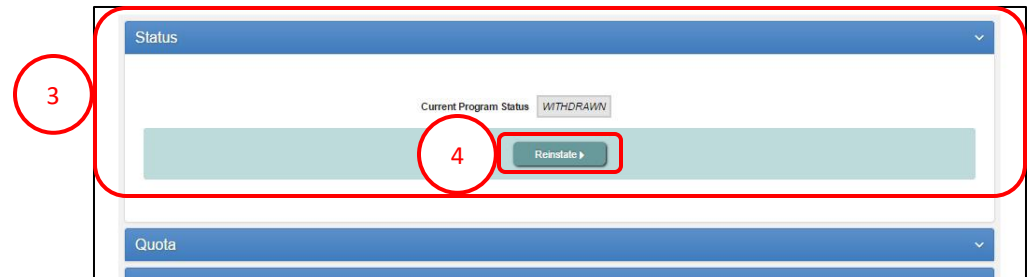 Status
3
Current Program Status WITHDRAWN
4
Reinstate
Quota